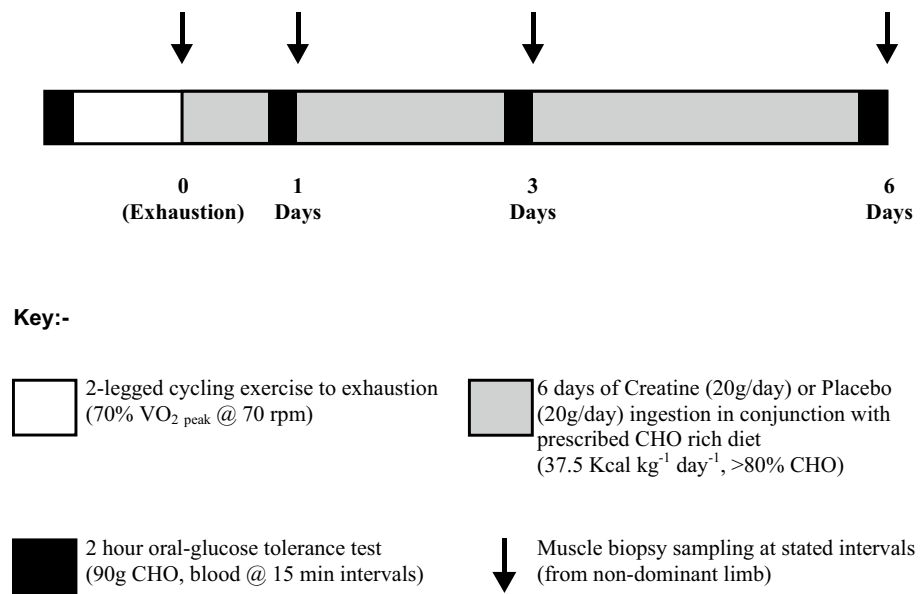 0
(Exhaustion)
1
Days
3
Days
6
Days
Key:-
2-legged cycling exercise to exhaustion
(70% VO2 peak @ 70 rpm)
6 days of Creatine (20g/day) or Placebo
(20g/day) ingestion in conjunction with
prescribed CHO rich diet
(37.5 Kcal kg-1 day-1, >80% CHO)
2 hour oral-glucose tolerance test
(90g CHO, blood @ 15 min intervals)
Muscle biopsy sampling at stated intervals
(from non-dominant limb)